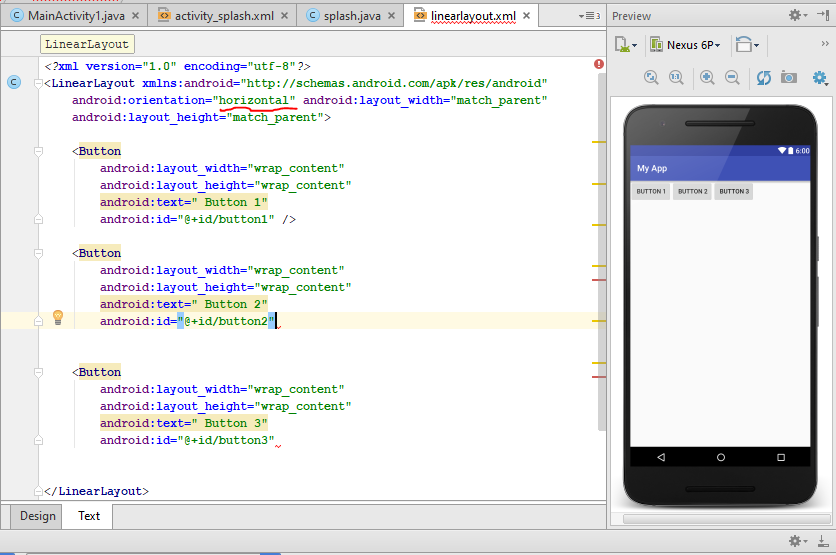 MainActivity1.java
activity_splash.xml
splash.java
linearlayout.xml
3
Preview
LinearLayout
Nexus 6P
<?xml version="1.0" encoding="utf-8"?>
<LinearLayout xmlns:android="http://schemas.android.com/apk/res/android"
android:orientation="horizontal" android:layout_width="match_parent"
android:layout_height="match_parent">
<Button
android:layout_width="wrap_content"
android:layout_height="wrap_content"
android:text=" Button 1"
android:id="@+id/button1" />
<Button
android:layout_width="wrap_content"
android:layout_height="wrap_content"
android:text=" Button 2"
android:id="@+id/button2"
<Button
android:layout_width="wrap_content"
android:layout_height="wrap_content"
android:text=" Button 3"
android:id="@+id/button3"
</LinearLayout>
Design Text
6:00
My App
BUTTON 1 BUTTON 2 BUTTON 3